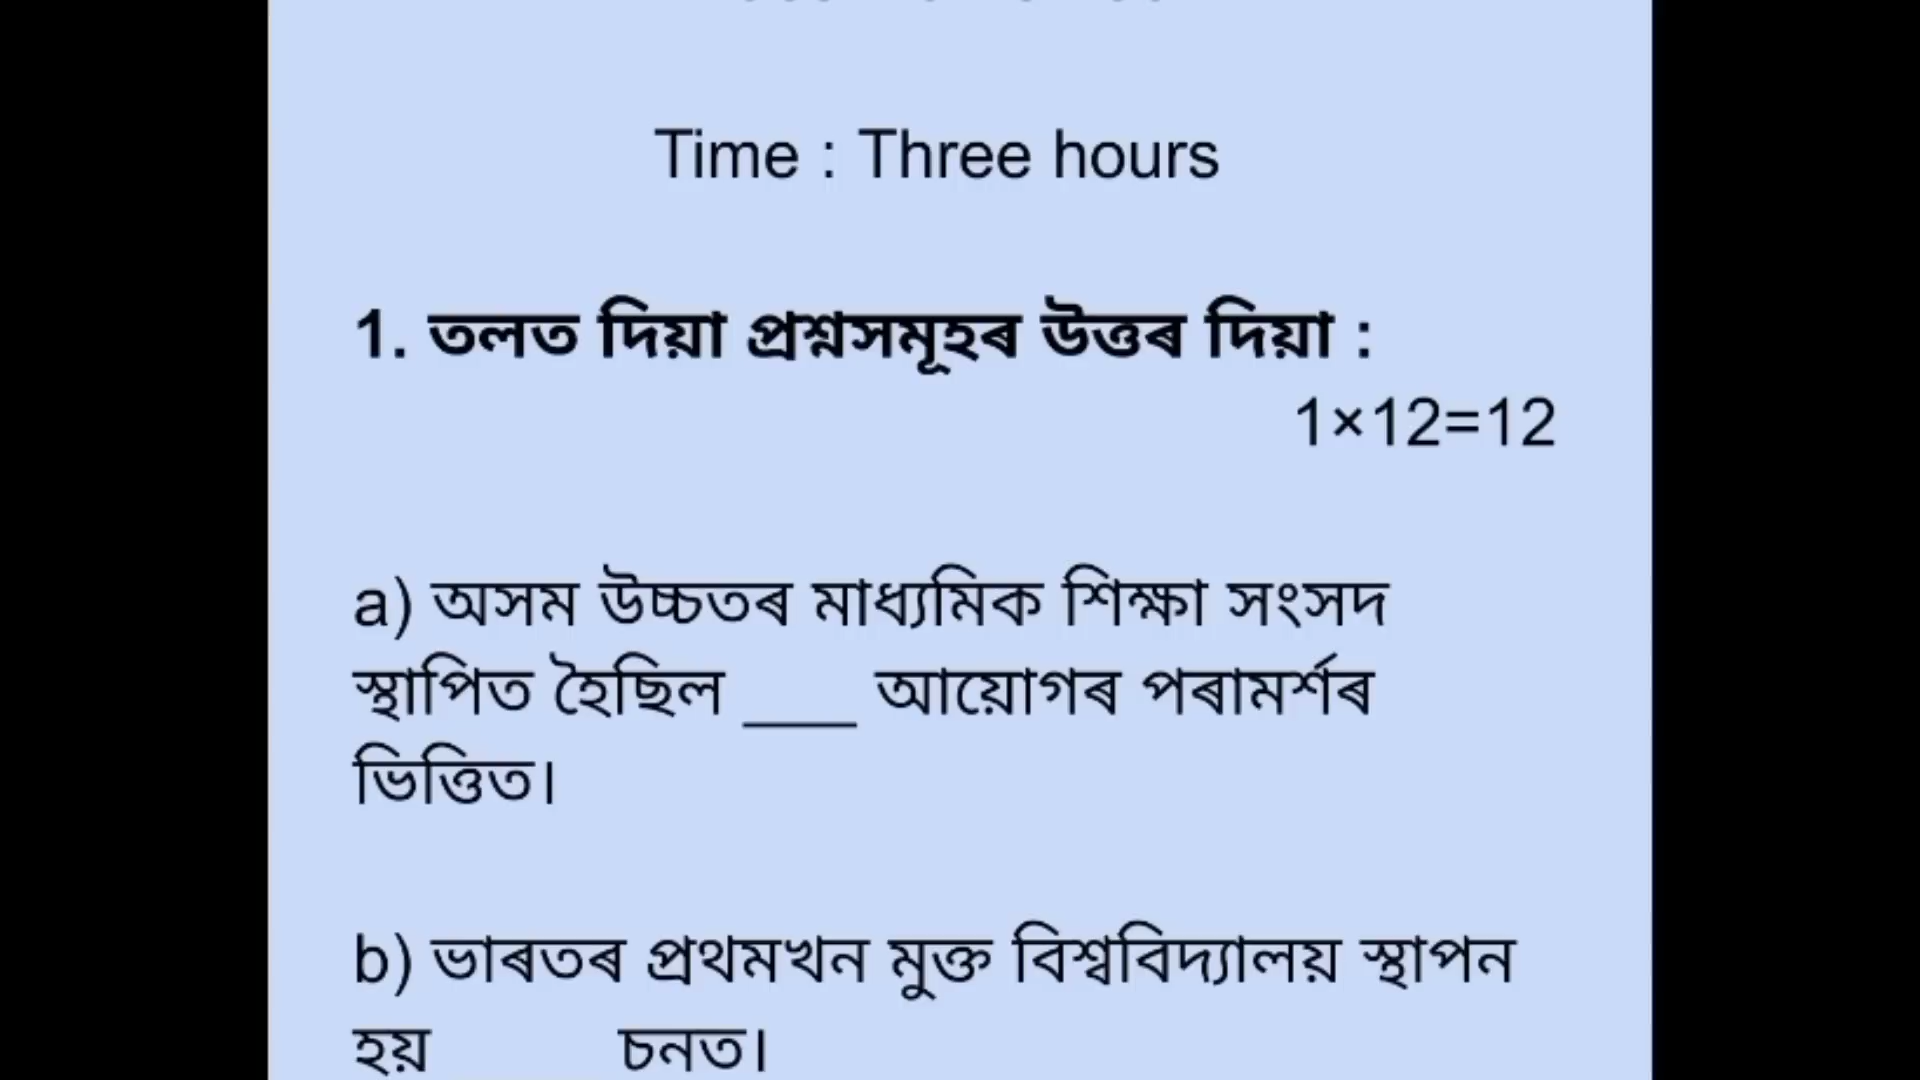 Time : Three hours
1. তলত দিয়া প্ৰশ্নসমূহৰ উত্তৰ দিয়া :
1×12=12
a) অসম উচ্চতৰ মাধ্যমিক শিক্ষা সংসদ
স্থাপিত হৈছিল ___ আয়োগৰ পৰামৰ্শৰ
ভিত্তিত।
b) ভাৰতৰ প্ৰথমখন মুক্ত বিশ্ববিদ্যালয় স্থাপন
হয় চনত।